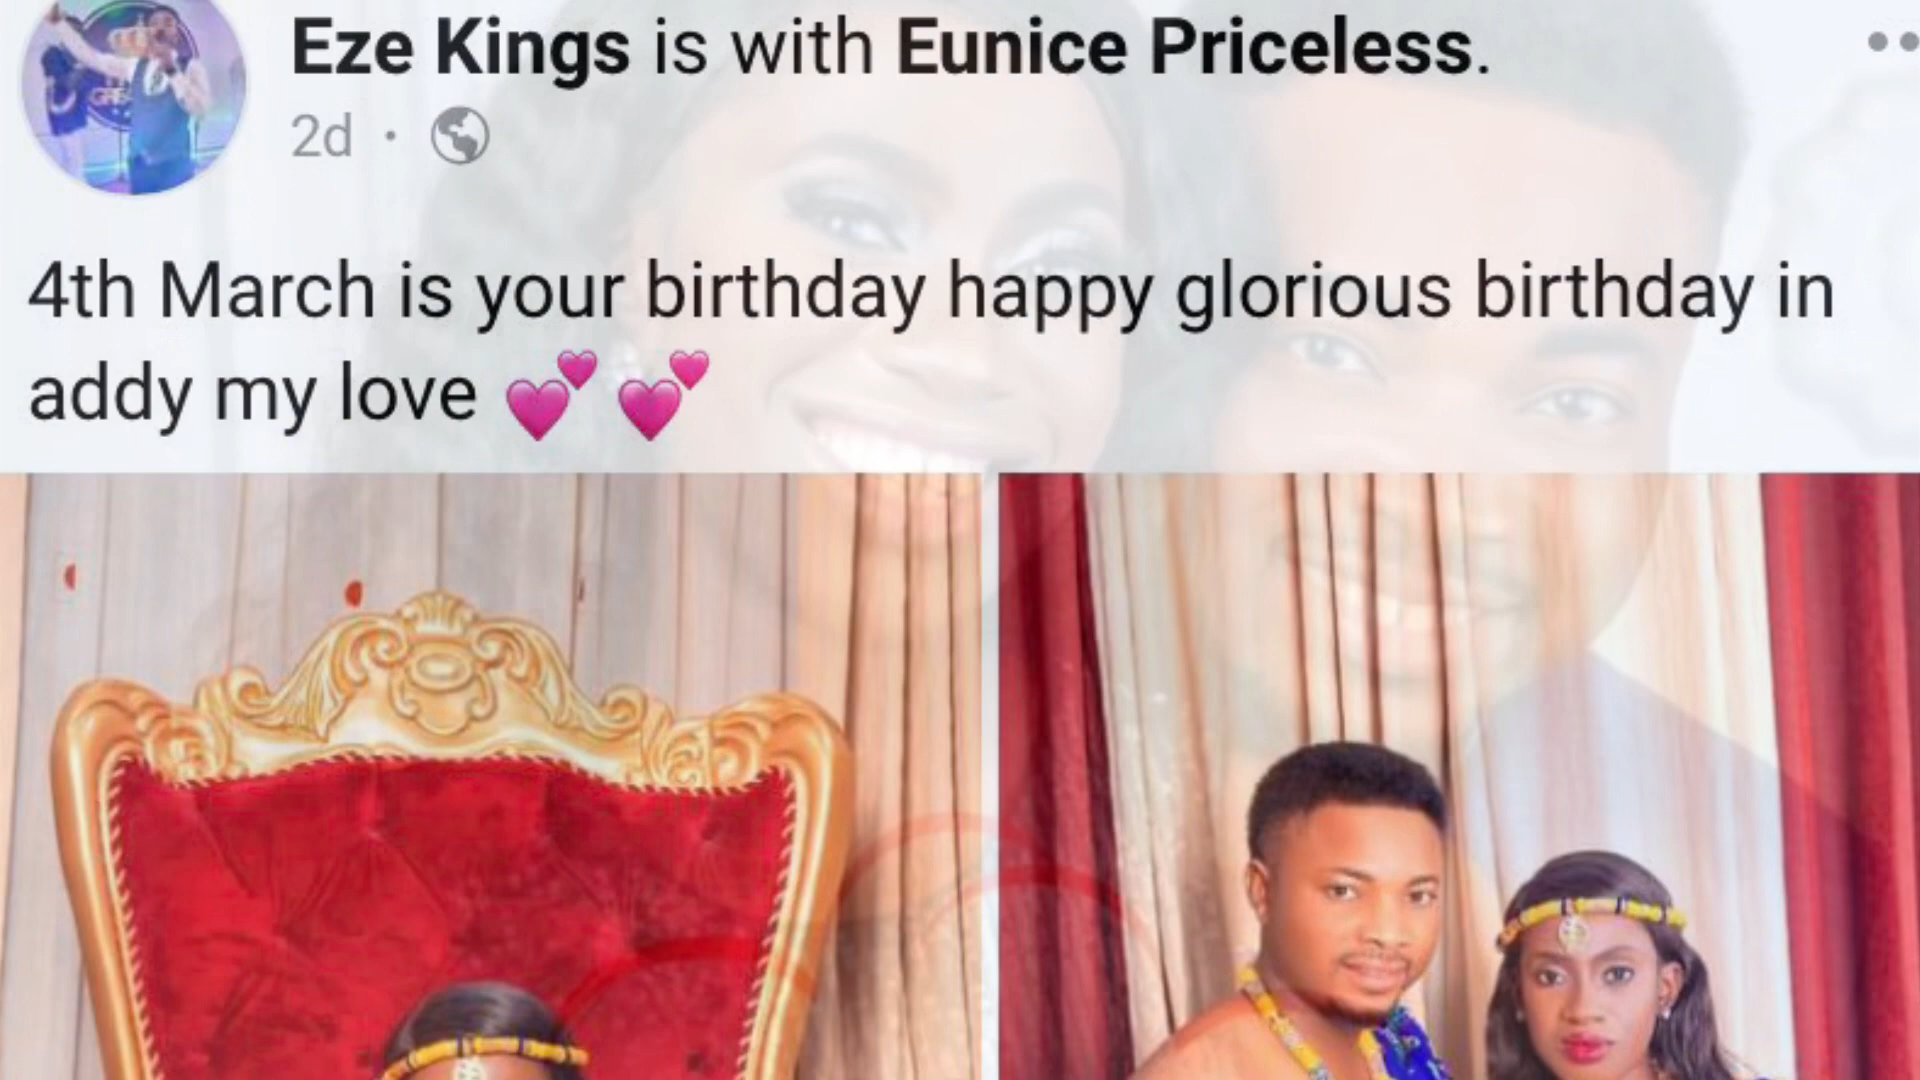 Eze Kings is with Eunice Priceless.
2d ·
4th March is your birthday happy glorious birthday in
addy my love 💕 💕